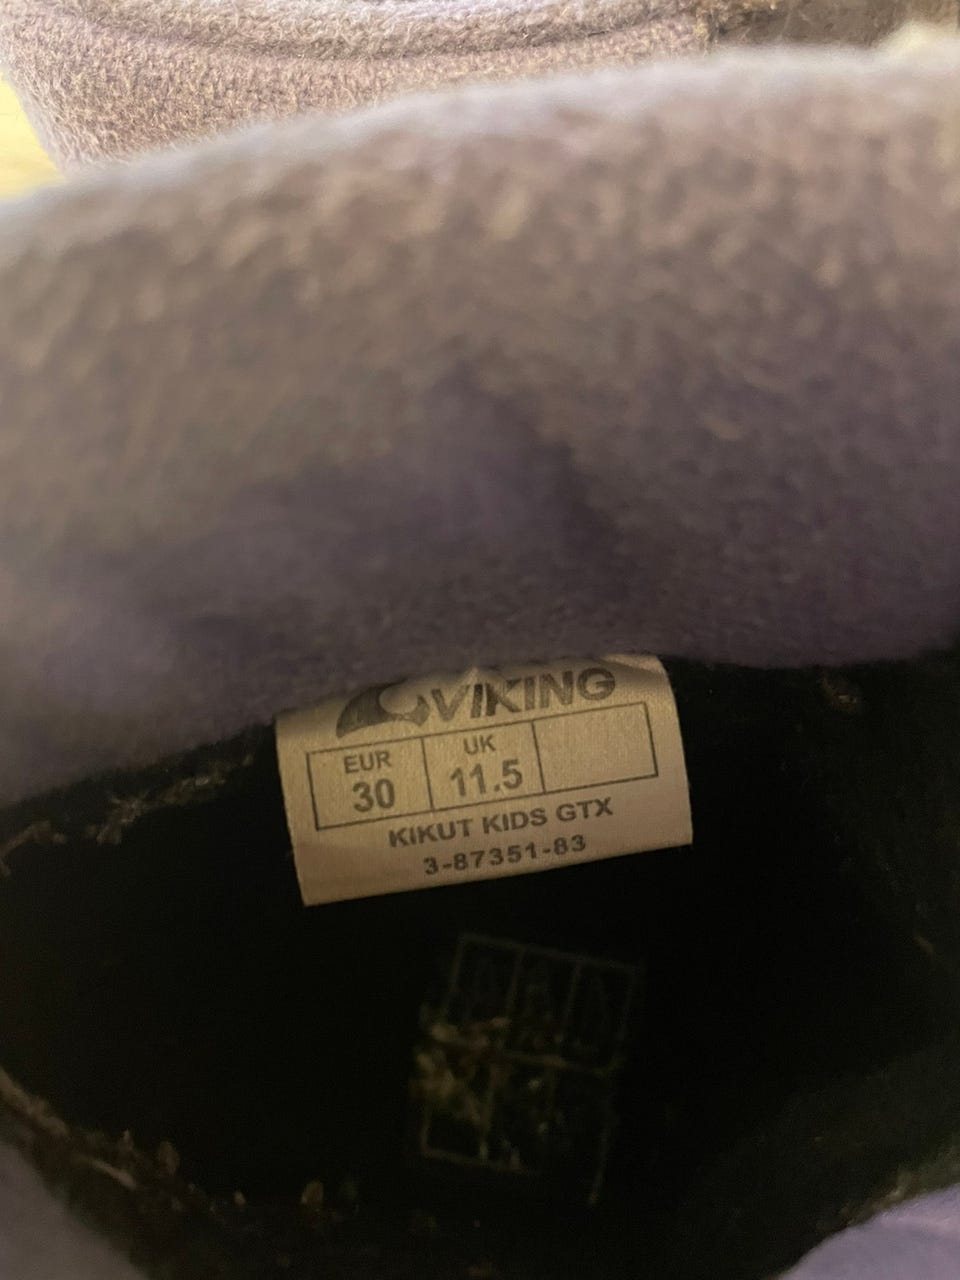 VIKING
EUR UK
30 11.5
KIKUT KIDS GTX
3-87351-83